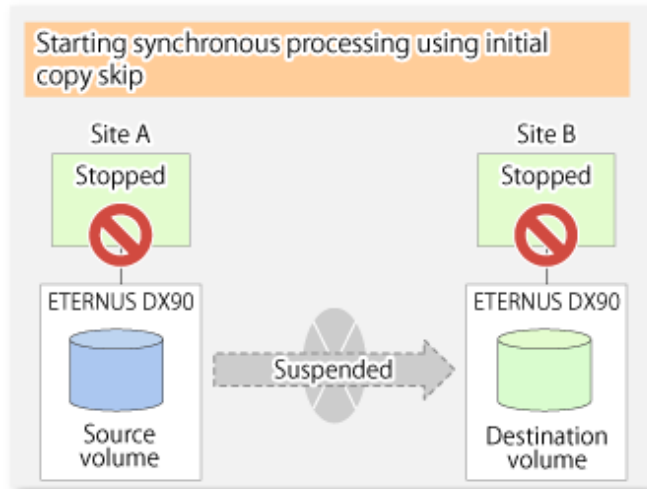 Starting synchronous processing using initial
copy skip
Site A
Site B
Stopped
Stopped
ETERNUS DX90
ETERNUS DX90
Suspended
Source
volume
Destination
volume